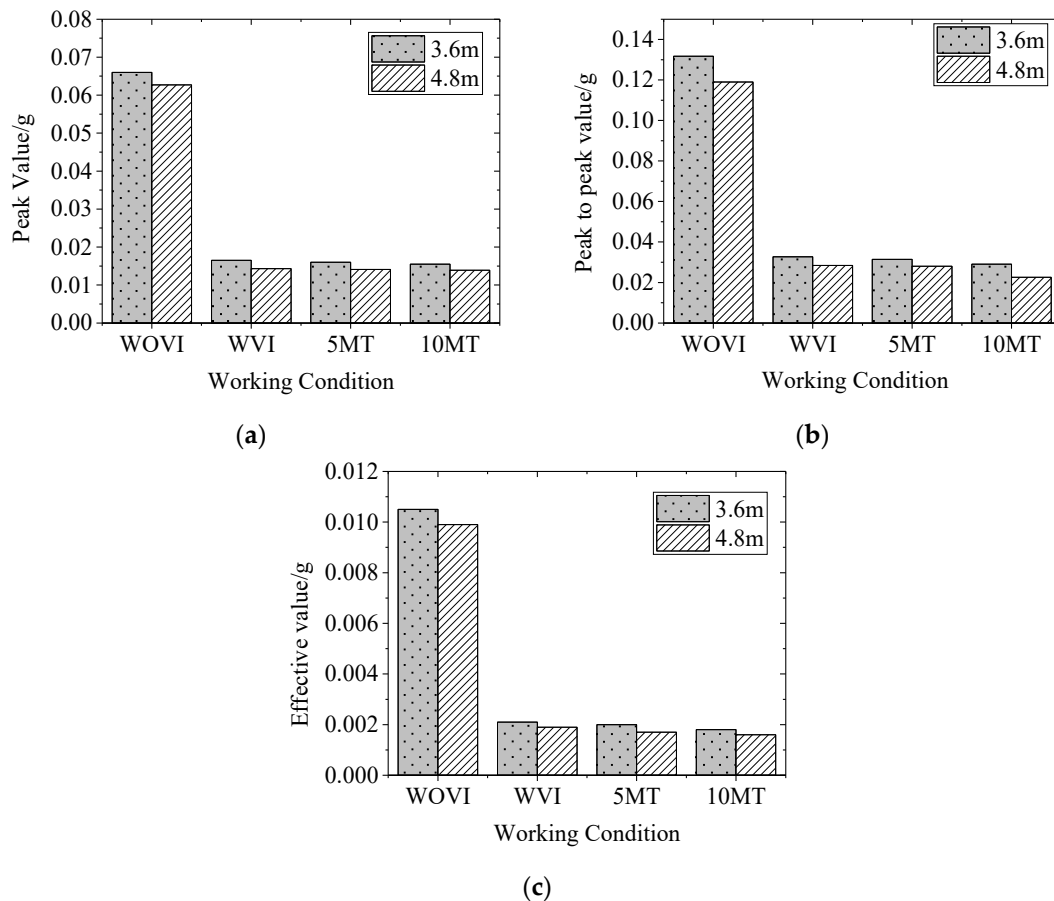 0.08
0.07
0.06
0.05
0.04
0.03
0.02
0.01
0.00
Peak Value/g
3.6m
4.8m
WOVI WVI 5MT 10MT
Working Condition
(a)
0.14
0.12
0.10
0.08
0.06
0.04
0.02
0.00
Peak to peak value/g
3.6m
4.8m
WOVI WVI 5MT 10MT
Working Condition
(b)
0.012
0.010
0.008
0.006
0.004
0.002
0.000
Effective value/g
3.6m
4.8m
WOVI WVI 5MT 10MT
Working Condition
(c)